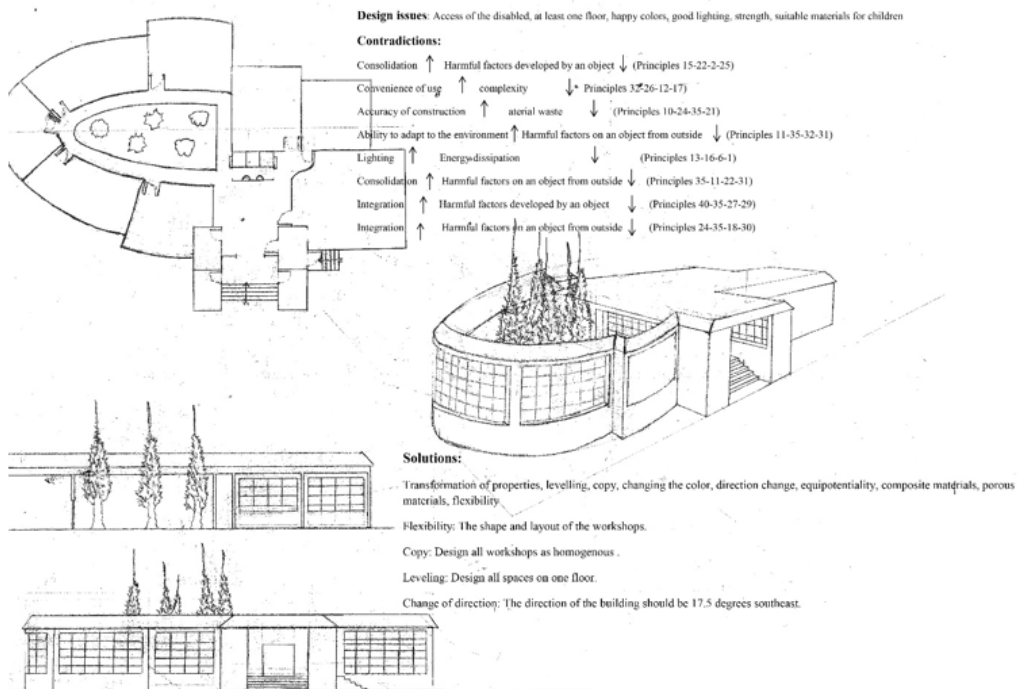 Design issues: Access of the disabled, at least one floor, happy colors, good lighting, strength, suitable materials for children
Contradictions:
Consolidation ↑ Harmful factors developed by an object ↓ (Principles 15-22-2-25)
Convenience of use ↑ complexity ↓ Principles 32-26-12-17)
Accuracy of construction ↑ aterial waste ↓ (Principles 10-24-35-21)
Ability to adapt to the environment ↑ Harmful factors on an object from outside ↓ (Principles 11-35-32-31)
Lighting ↑ Energy dissipation ↓ (Principles 13-16-6-1)
Consolidation ↑ Harmful factors on an object from outside ↓ (Principles 35-11-22-31)
Integration ↑ Harmful factors developed by an object ↓ (Principles 40-35-27-29)
Integration ↑ Harmful factors on an object from outside ↓ (Principles 24-35-18-30)
Solutions:
Transformation of properties, levelling, copy, changing the color, direction change, equipotentiality, composite materials, porous
materials, flexibility
Flexibility: The shape and layout of the workshops.
Copy: Design all workshops as homogenous .
Leveling: Design all spaces on one floor.
Change of direction: The direction of the building should be 17.5 degrees southeast.